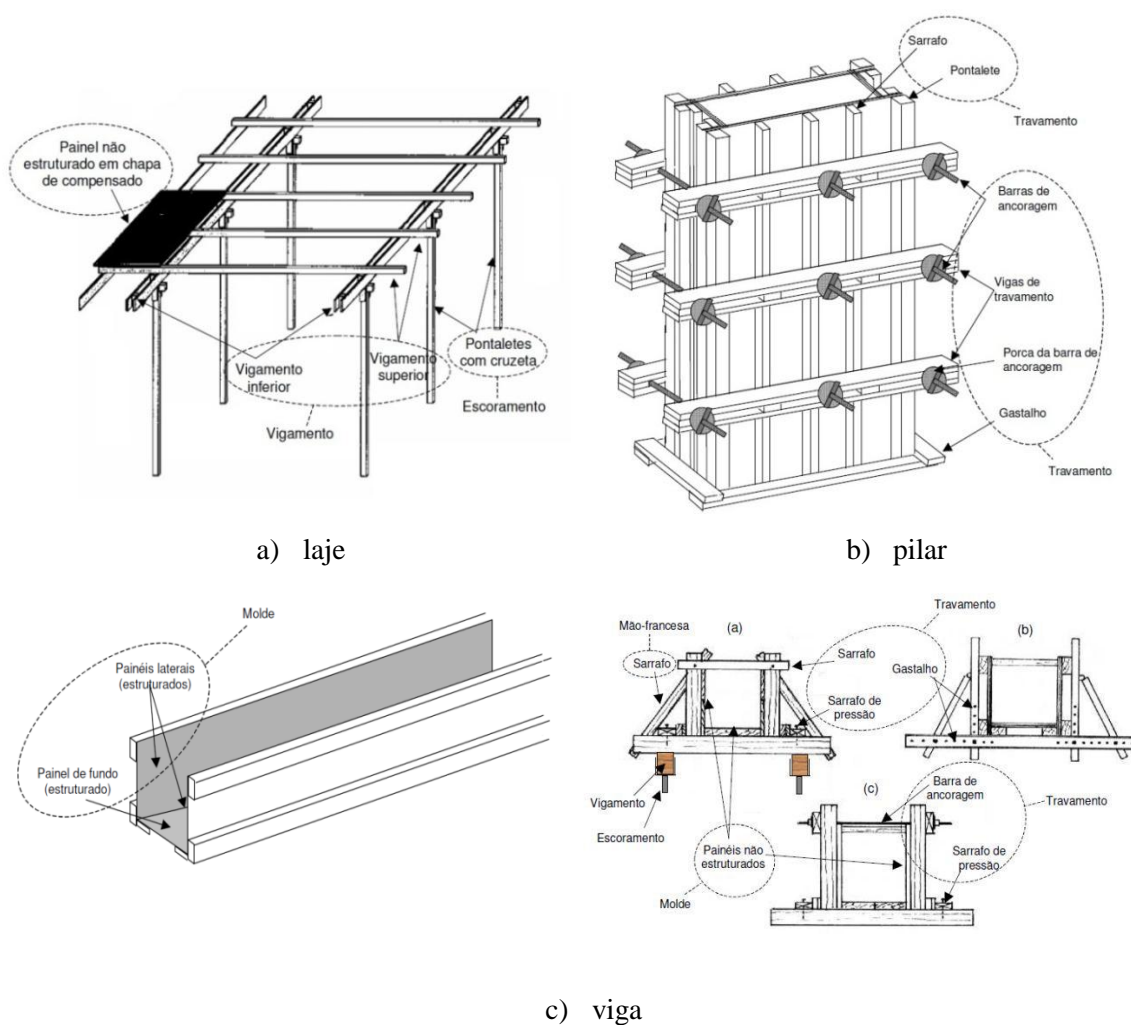 Painel não
estruturado em chapa
de compensado
Vigamento
inferior
Vigamento
superior
Pontaletes
com cruzeta
Escoramento
Vigamento
a) laje
Sarrafo
Pontalete
Travamento
Barras de
ancoragem
Vigas de
travamento
Porca da barra de
ancoragem
Gastalho
Travamento
b) pilar
Molde
Painéis laterais
(estruturados)
Painel de fundo
(estruturado)
Travamento
Mão-francesa
(a)
(b)
Sarrafo
Sarrafo
Gastalho
Sarrafo de
pressão
Vigamento
Escoramento
(c)
Barra de
ancoragem
Travamento
Painéis não
estruturados
Sarrafo de
pressão
Molde
c) viga